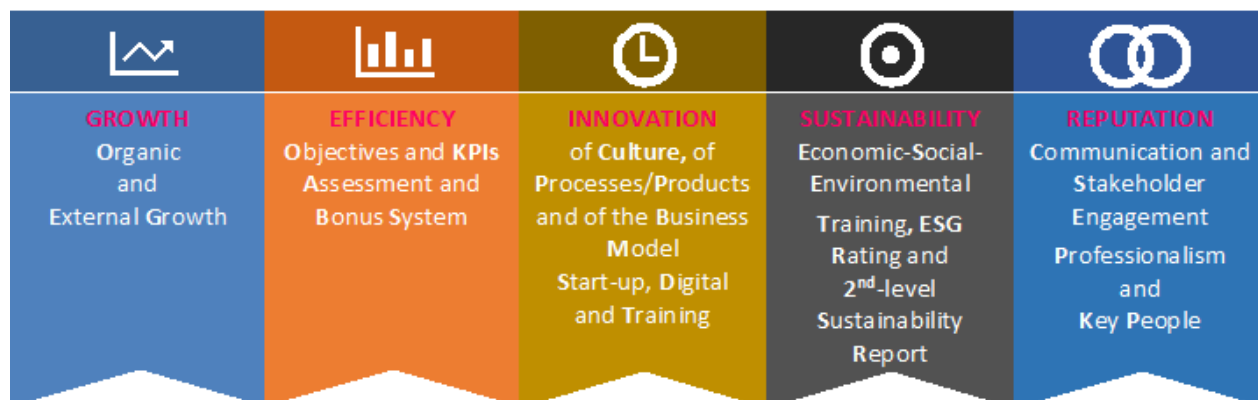 GROWTH
Organic
and
External Growth
EFFICIENCY
Objectives and KPIs
Assessment and
Bonus System
INNOVATION
of Culture, of
Processes/Products
and of the Business
Model
Start-up, Digital
and Training
SUSTAINABILITY
Economic-Social-
Environmental
Training, ESG
Rating and
2nd-level
Sustainability
Report
REPUTATION
Communication and
Stakeholder
Engagement
Professionalism
and
Key People